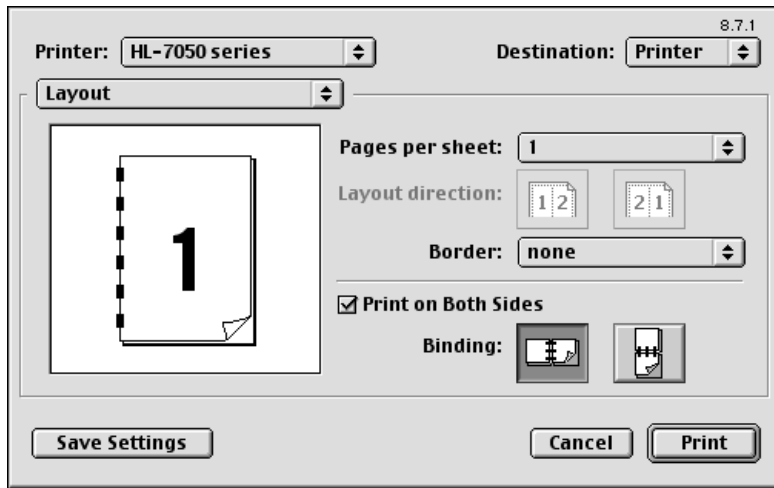 8.7.1
Printer: HL-7050 series Destination: Printer
Layout
Pages per sheet: 1
Layout direction: 1 2 2 1
1
Border: none
Print on Both Sides
Binding:
Save Settings Cancel Print